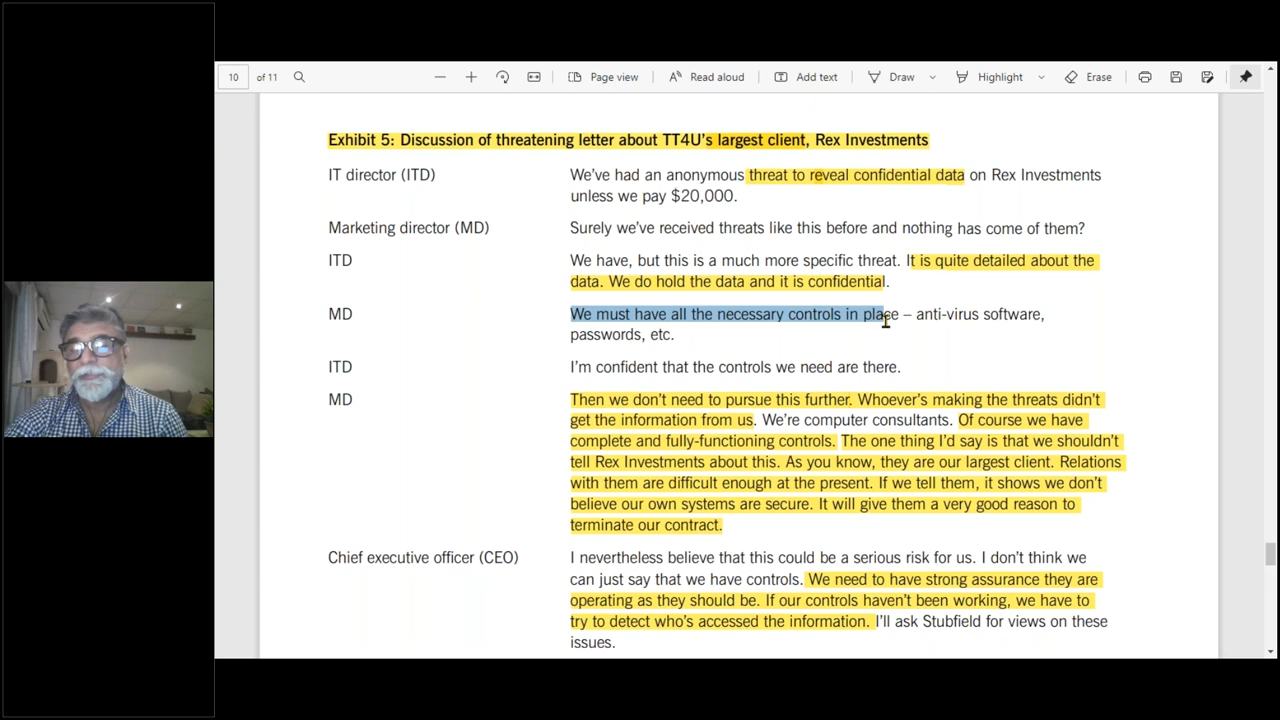 10 of 11 Page view Read aloud Add text Draw Highlight Erase
Exhibit 5: Discussion of threatening letter about TT4U's largest client, Rex Investments
IT director (ITD) We've had an anonymous threat to reveal confidential data on Rex Investments
unless we pay $20,000.
Marketing director (MD) Surely we've received threats like this before and nothing has come of them?
ITD We have, but this is a much more specific threat. It is quite detailed about the
data. We do hold the data and it is confidential.
MD We must have all the necessary controls in place – anti-virus software,
passwords, etc.
ITD I'm confident that the controls we need are there.
MD Then we don't need to pursue this further. Whoever's making the threats didn't
get the information from us. We're computer consultants. Of course we have
complete and fully-functioning controls. The one thing I'd say is that we shouldn't
tell Rex Investments about this. As you know, they are our largest client. Relations
with them are difficult enough at the present. If we tell them, it shows we don't
believe our own systems are secure. It will give them a very good reason to
terminate our contract.
Chief executive officer (CEO) I nevertheless believe that this could be a serious risk for us. I don't think we
can just say that we have controls. We need to have strong assurance they are
operating as they should be. If our controls haven't been working, we have to
try to detect who's accessed the information. I'll ask Stubfield for views on these
issues.